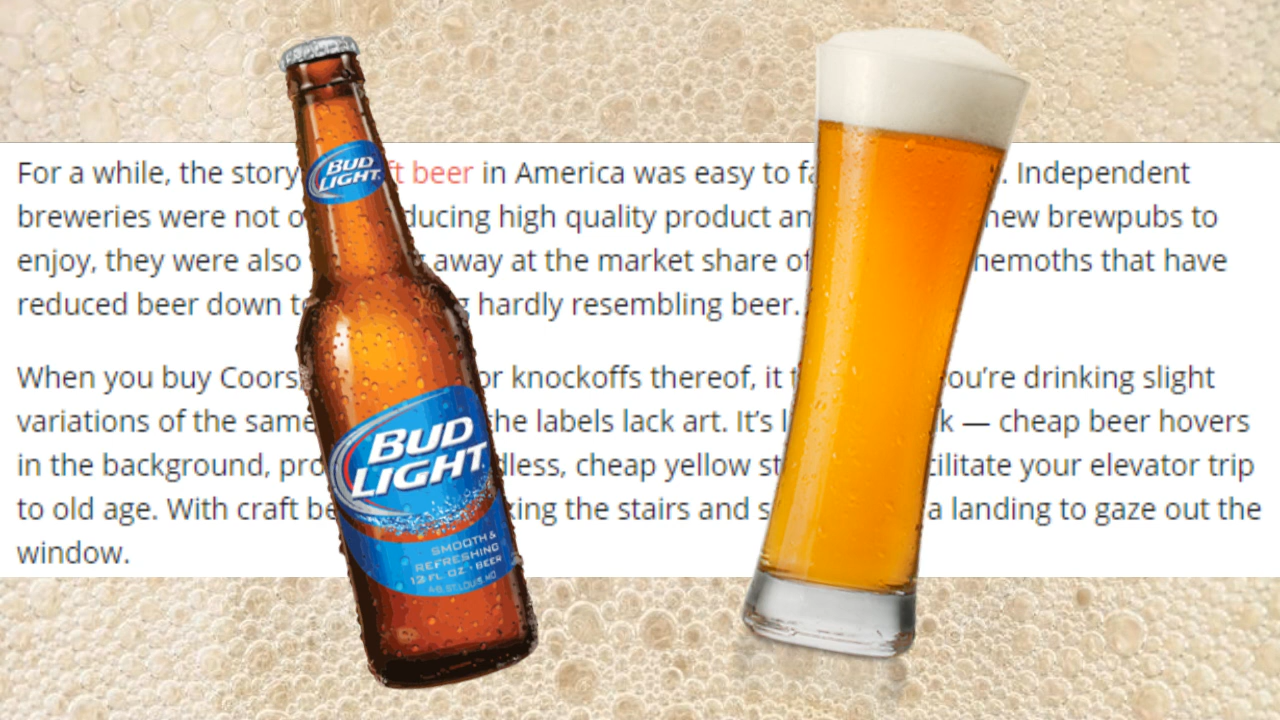 For a while, the story ft beer in America was easy to . Independent
breweries were not ducing high quality product an new brewpubs to
enjoy, they were also away at the market share of hemoths that have
reduced beer down hardly resembling beer.
When you buy Coors or knockoffs thereof, it ou’re drinking slight
variations of the same the labels lack art. It’s k — cheap beer hovers
in the background, pro dless, cheap yellow cilitate your elevator trip
to old age. With craft be king the stairs and a landing to gaze out the
window.
BUD
LIGHT
BUD
LIGHT
SMOOTH &
REFRESHING
12 FL OZ • BEER